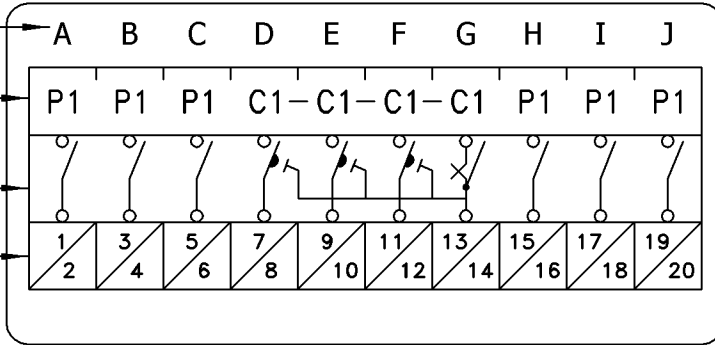 A B C D E F G H I J
P1 P1 P1 C1-C1-C1-C1 P1 P1 P1
1 3 5 7 9 11 13 15 17 19
2 4 6 8 10 12 14 16 18 20